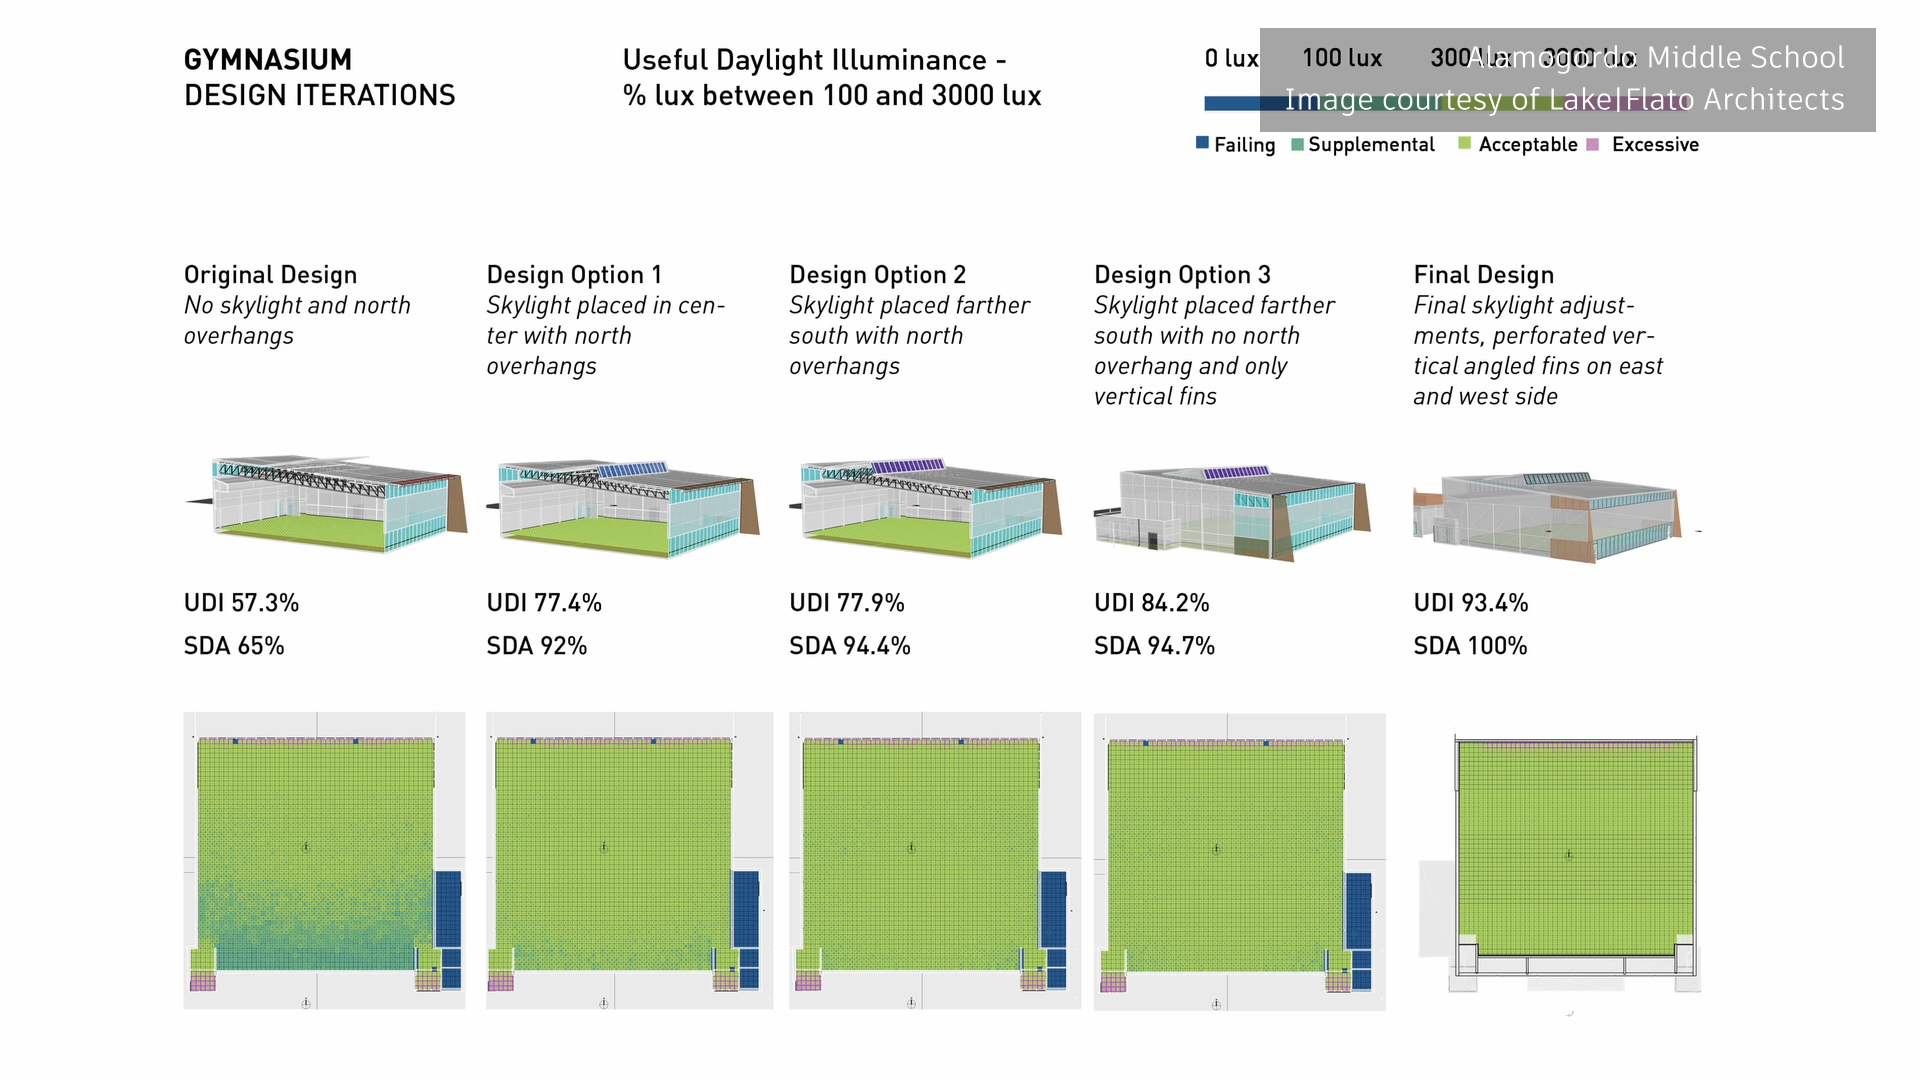 GYMNASIUM
DESIGN ITERATIONS
Useful Daylight Illuminance -
% lux between 100 and 3000 lux
0 lux 100 lux 300 lux 3000 lux
Alamogordo Middle School
Image courtesy of Lake|Flato Architects
Failing Supplemental Acceptable Excessive
Original Design
No skylight and north
overhangs
Design Option 1
Skylight placed in cen-
ter with north
overhangs
Design Option 2
Skylight placed farther
south with north
overhangs
Design Option 3
Skylight placed farther
south with no north
overhang and only
vertical fins
Final Design
Final skylight adjust-
ments, perforated ver-
tical angled fins on east
and west side
UDI 57.3%
SDA 65%
UDI 77.4%
SDA 92%
UDI 77.9%
SDA 94.4%
UDI 84.2%
SDA 94.7%
UDI 93.4%
SDA 100%